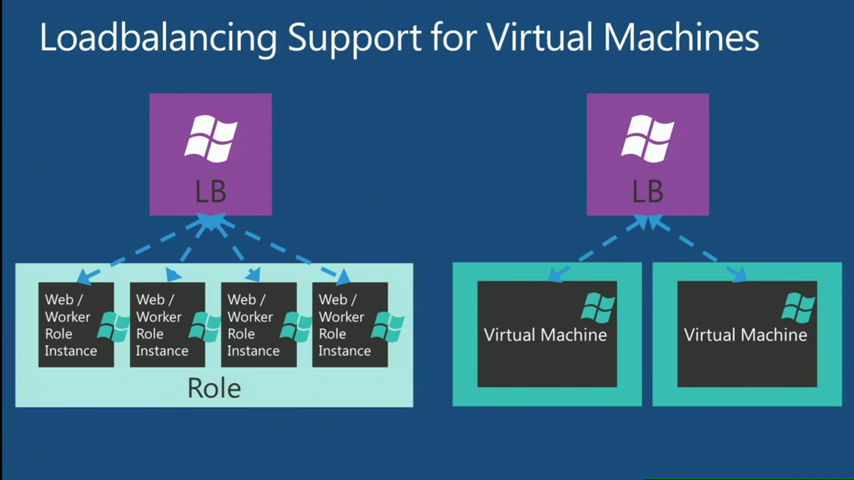 Loadbalancing Support for Virtual Machines
LB
LB
Web /
Worker
Role
Instance
Web /
Worker
Role
Instance
Web /
Worker
Role
Instance
Web /
Worker
Role
Instance
Role
Virtual Machine
Virtual Machine